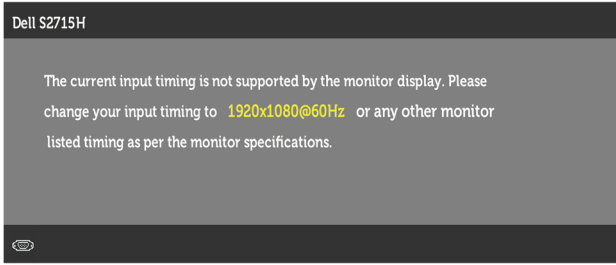 Dell S2715H
The current input timing is not supported by the monitor display. Please
change your input timing to 1920x1080@60Hz or any other monitor
listed timing as per the monitor specifications.